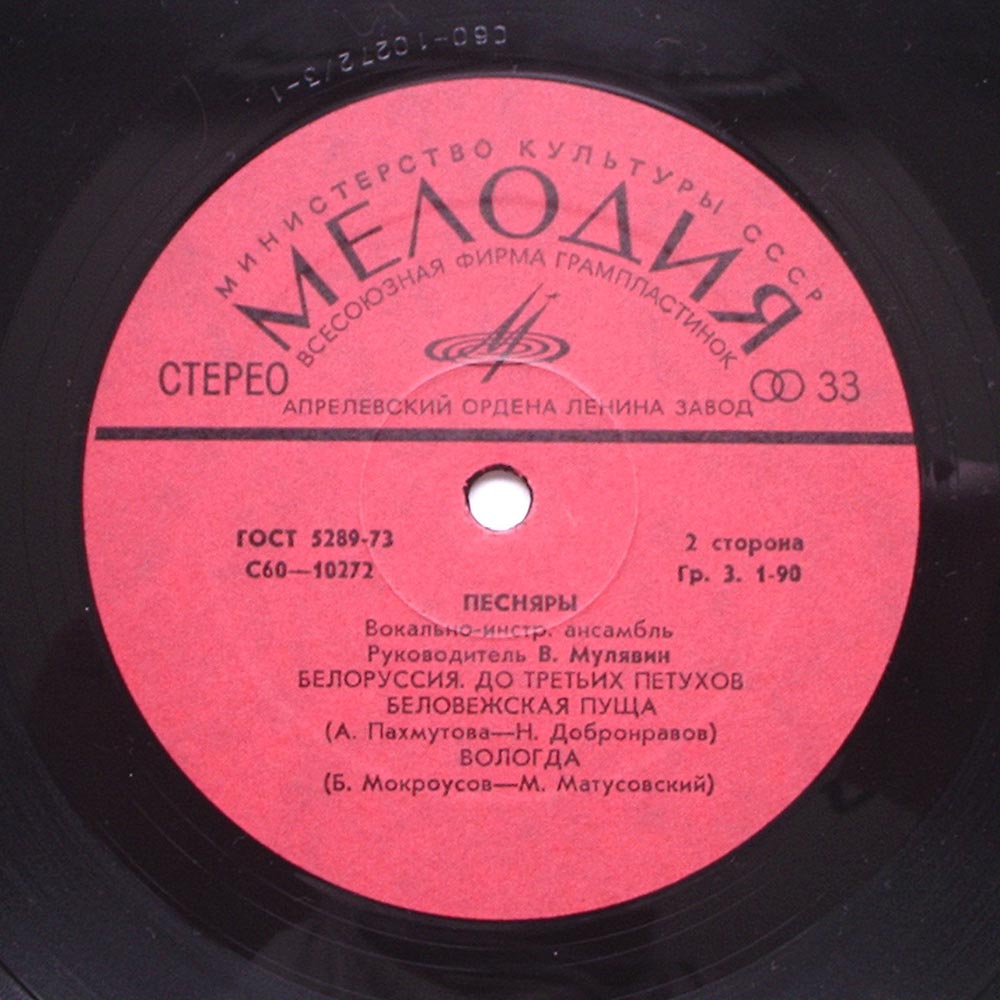 С60-10272/3-1
МИНИСТЕРСТВО КУЛЬТУРЫ СССР
МЕЛОДИЯ
ВСЕСОЮЗНАЯ ФИРМА ГРАМПЛАСТИНОК
СТЕРЕО
33
АПРЕЛЕВСКИЙ ОРДЕНА ЛЕНИНА ЗАВОД
ГОСТ 5289-73
С60—10272
2 сторона
Гр. 3. 1-90
ПЕСНЯРЫ
Вокально-инстр. ансамбль
Руководитель В. Мулявин
БЕЛОРУССИЯ. ДО ТРЕТЬИХ ПЕТУХОВ
БЕЛОВЕЖСКАЯ ПУЩА
(А. Пахмутова—Н. Добронравов)
ВОЛОГДА
(Б. Мокроусов—М. Матусовский)